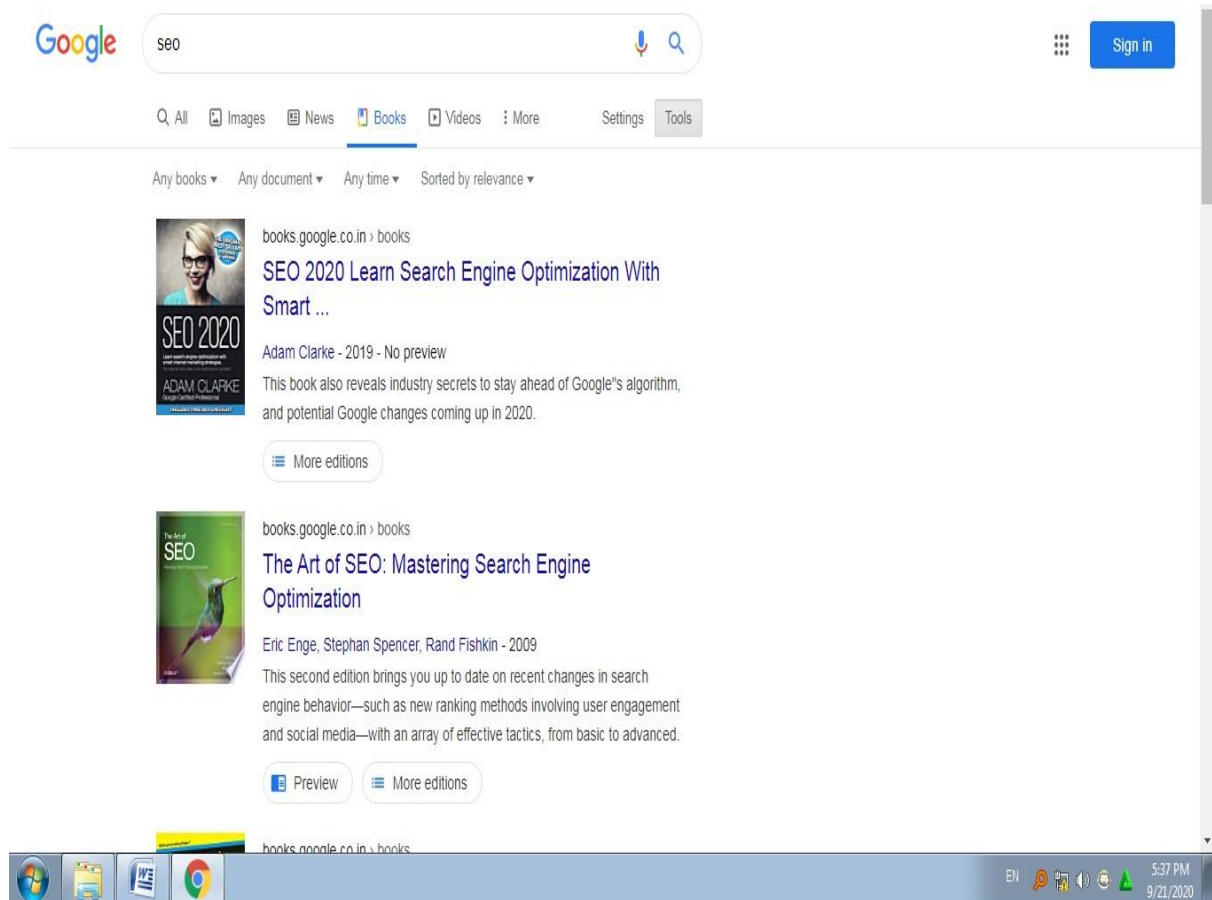 Google
seo
Sign in
All Images News Books Videos More Settings Tools
Any books Any document Any time Sorted by relevance
books.google.co.in › books
SEO 2020 Learn Search Engine Optimization With
Smart ...
SEO 2020
ADAM CLARKE
Google Certified Professional
Adam Clarke - 2019 - No preview
This book also reveals industry secrets to stay ahead of Google"s algorithm,
and potential Google changes coming up in 2020.
More editions
books.google.co.in › books
The Art of
SEO
The Art of SEO: Mastering Search Engine
Optimization
Eric Enge, Stephan Spencer, Rand Fishkin - 2009
This second edition brings you up to date on recent changes in search
engine behavior—such as new ranking methods involving user engagement
and social media—with an array of effective tactics, from basic to advanced.
Preview More editions
books.google.co.in › books
EN 5:37 PM
9/21/2020